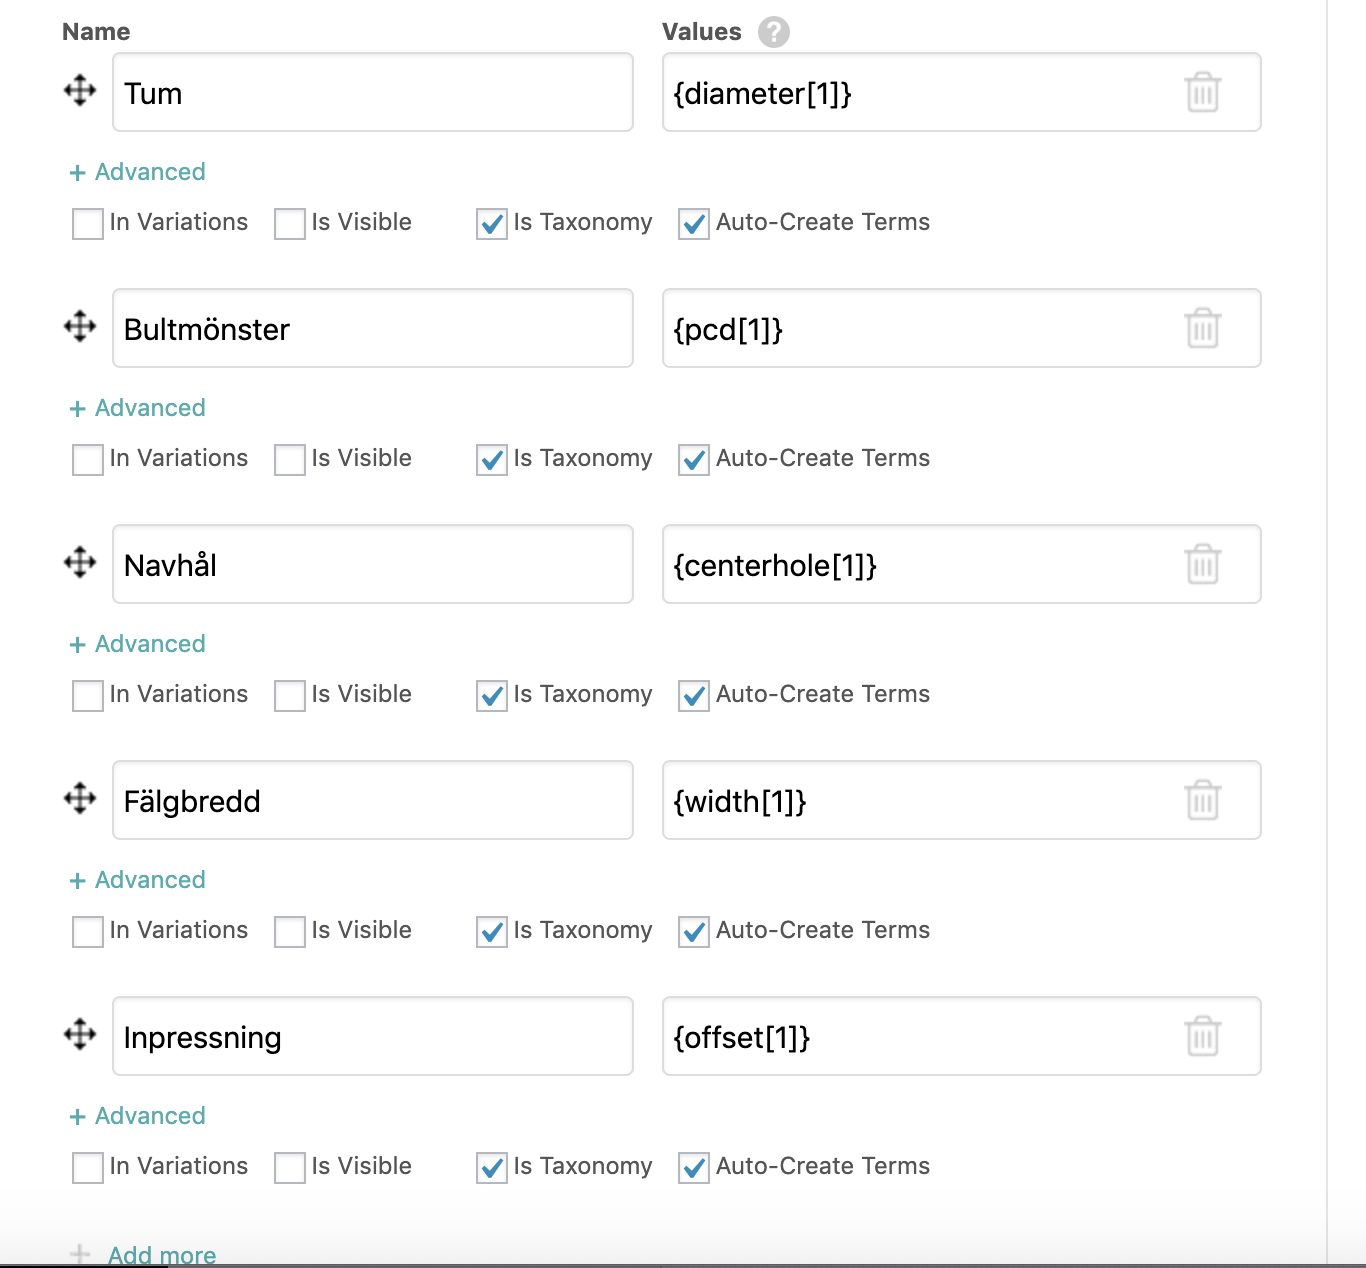 Name Values ?
Tum {diameter[1]}
+ Advanced
In Variations Is Visible Is Taxonomy Auto-Create Terms
Bultmönster {pcd[1]}
+ Advanced
In Variations Is Visible Is Taxonomy Auto-Create Terms
Navhål {centerhole[1]}
+ Advanced
In Variations Is Visible Is Taxonomy Auto-Create Terms
Fälgbredd {width[1]}
+ Advanced
In Variations Is Visible Is Taxonomy Auto-Create Terms
Inpressning {offset[1]}
+ Advanced
In Variations Is Visible Is Taxonomy Auto-Create Terms
+ Add more